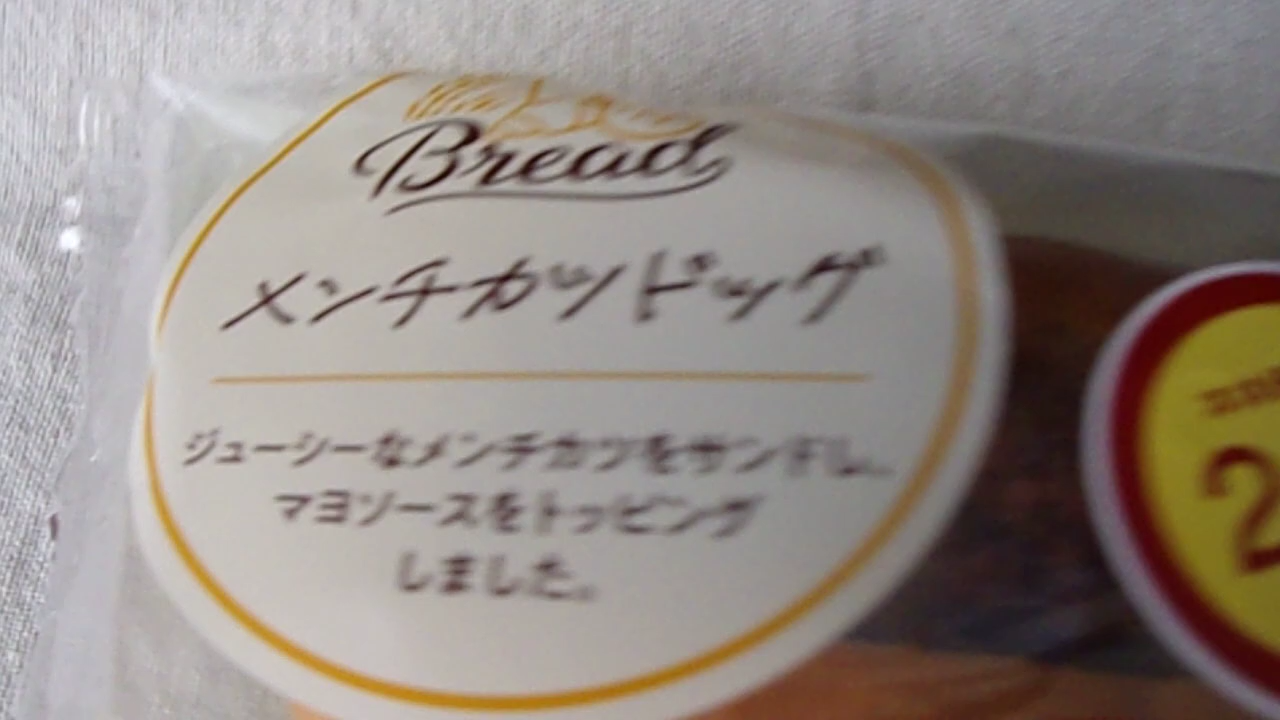 Bread
メンチカツドッグ
ジューシーなメンチカツをサンドし、
マヨソースをトッピング
しました。
2